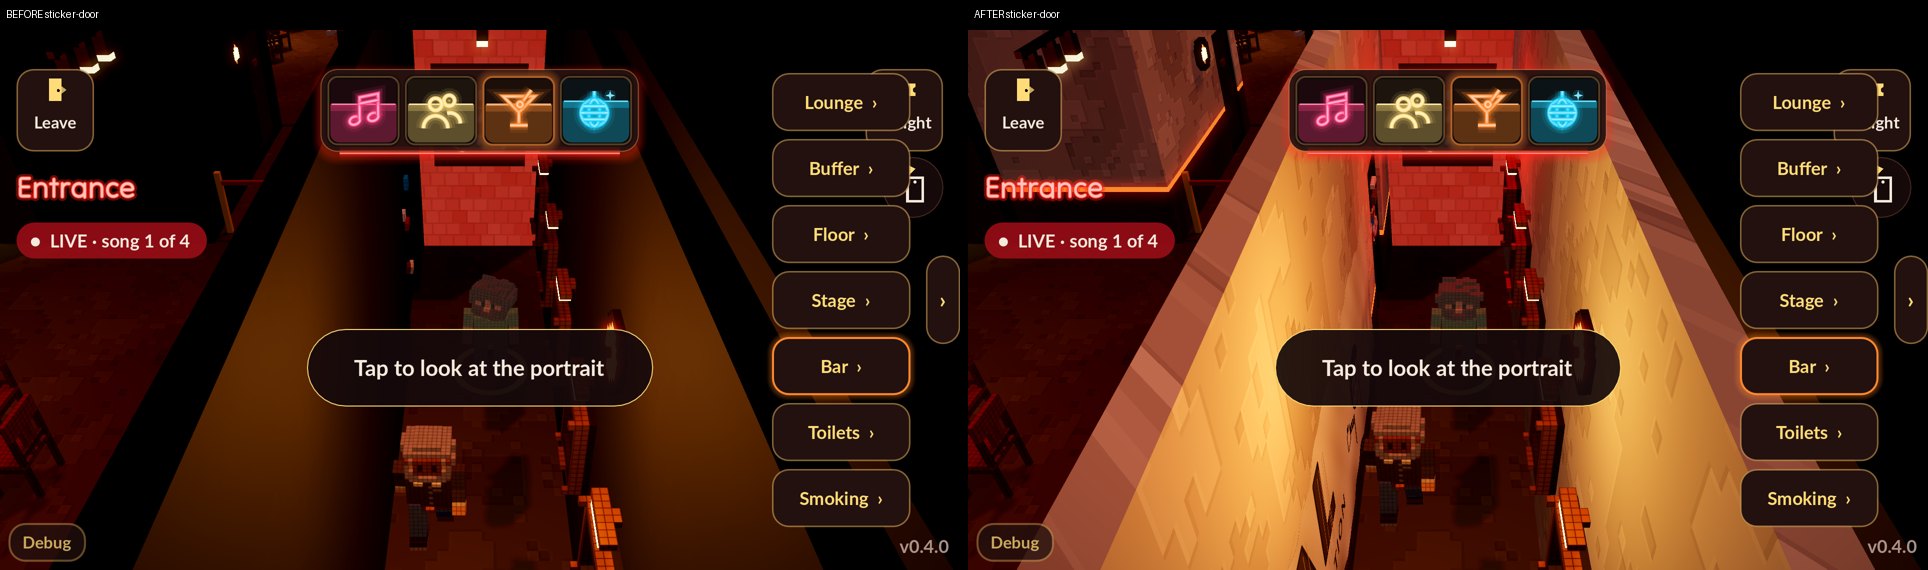 BEFORE sticker-door
Leave
Entrance
LIVE · song 1 of 4
Lounge ›
ght
Buffer ›
Floor ›
Stage ›
›
Tap to look at the portrait
Bar ›
Toilets ›
Smoking ›
Debug
v0.4.0
AFTER sticker-door
Leave
Entrance
LIVE · song 1 of 4
Lounge ›
ght
Buffer ›
Floor ›
Stage ›
›
Tap to look at the portrait
Bar ›
Toilets ›
Smoking ›
Debug
v0.4.0